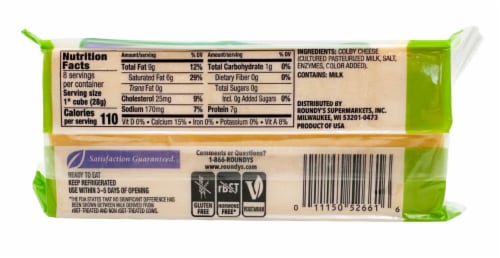 Nutrition Facts
8 servings
per container
Serving size
1" cube (28g)
Calories
per serving 110
Amount/serving % DV
Total Fat 9g 12%
Saturated Fat 6g 29%
Trans Fat 0g
Cholesterol 25mg 9%
Sodium 170mg 7%
Amount/serving % DV
Total Carbohydrate 1g 0%
Dietary Fiber 0g 0%
Total Sugars 0g
Incl. 0g Added Sugars 0%
Protein 7g
Vit D 0% • Calcium 15% • Iron 0% • Potassium 0% • Vit A 8%
INGREDIENTS: COLBY CHEESE
(CULTURED PASTEURIZED MILK, SALT,
ENZYMES, COLOR ADDED).
CONTAINS: MILK
DISTRIBUTED BY
ROUNDY'S SUPERMARKETS, INC.
MILWAUKEE, WI 53201-0473
PRODUCT OF USA
Satisfaction Guaranteed.
READY TO EAT
KEEP REFRIGERATED
USE WITHIN 3-5 DAYS OF OPENING
*THE FDA STATES THAT NO SIGNIFICANT DIFFERENCE HAS
BEEN SHOWN BETWEEN MILK DERIVED FROM
rBST-TREATED AND NON rBST-TREATED COWS.
Comments or Questions?
1-866-ROUNDYS
www.roundys.com
GLUTEN
FREE
rBST
HORMONE
FREE*
V
VEGETARIAN
0 11150 52661 6